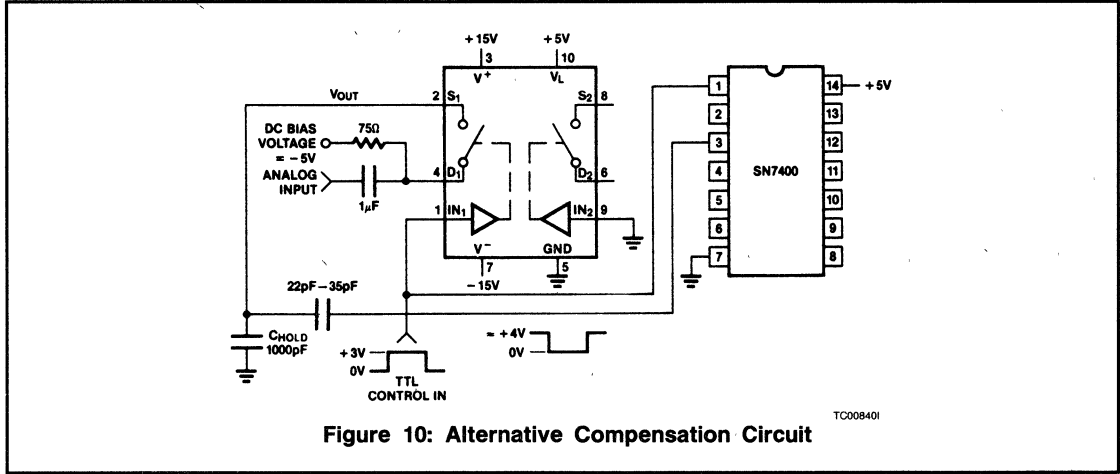 +15V
+5V
3
10
V+
VL
VOUT
2
S1
S2
8
DC BIAS
VOLTAGE
= -5V
75Ω
ANALOG
INPUT
1μF
4
D1
D2
6
1
IN1
IN2
9
V-
GND
7
5
-15V
22pF-35pF
CHOLD
1000pF
+3V
0V
TTL
CONTROL IN
≈ +4V
0V
1
2
3
4
5
6
7
SN7400
14
+5V
13
12
11
10
9
8
TC00840I
Figure 10: Alternative Compensation Circuit